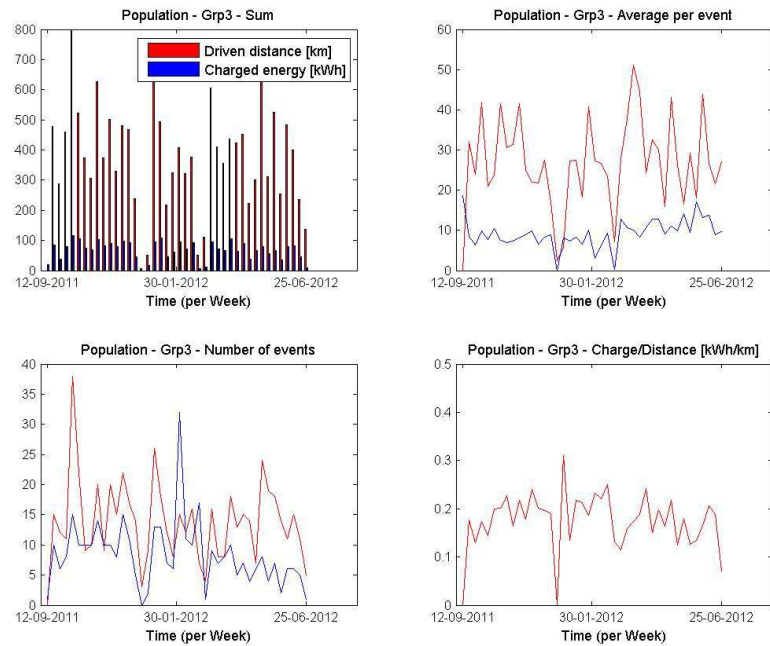 Population - Grp3 - Sum
800
700
600
500
400
300
200
100
0
Driven distance [km]
Charged energy [kWh]
12-09-2011 30-01-2012 25-06-2012
Time (per Week)
Population - Grp3 - Average per event
60
50
40
30
20
10
0
12-09-2011 30-01-2012 25-06-2012
Time (per Week)
Population - Grp3 - Number of events
40
35
30
25
20
15
10
5
0
12-09-2011 30-01-2012 25-06-2012
Time (per Week)
Population - Grp3 - Charge/Distance [kWh/km]
0.5
0.4
0.3
0.2
0.1
0
12-09-2011 30-01-2012 25-06-2012
Time (per Week)